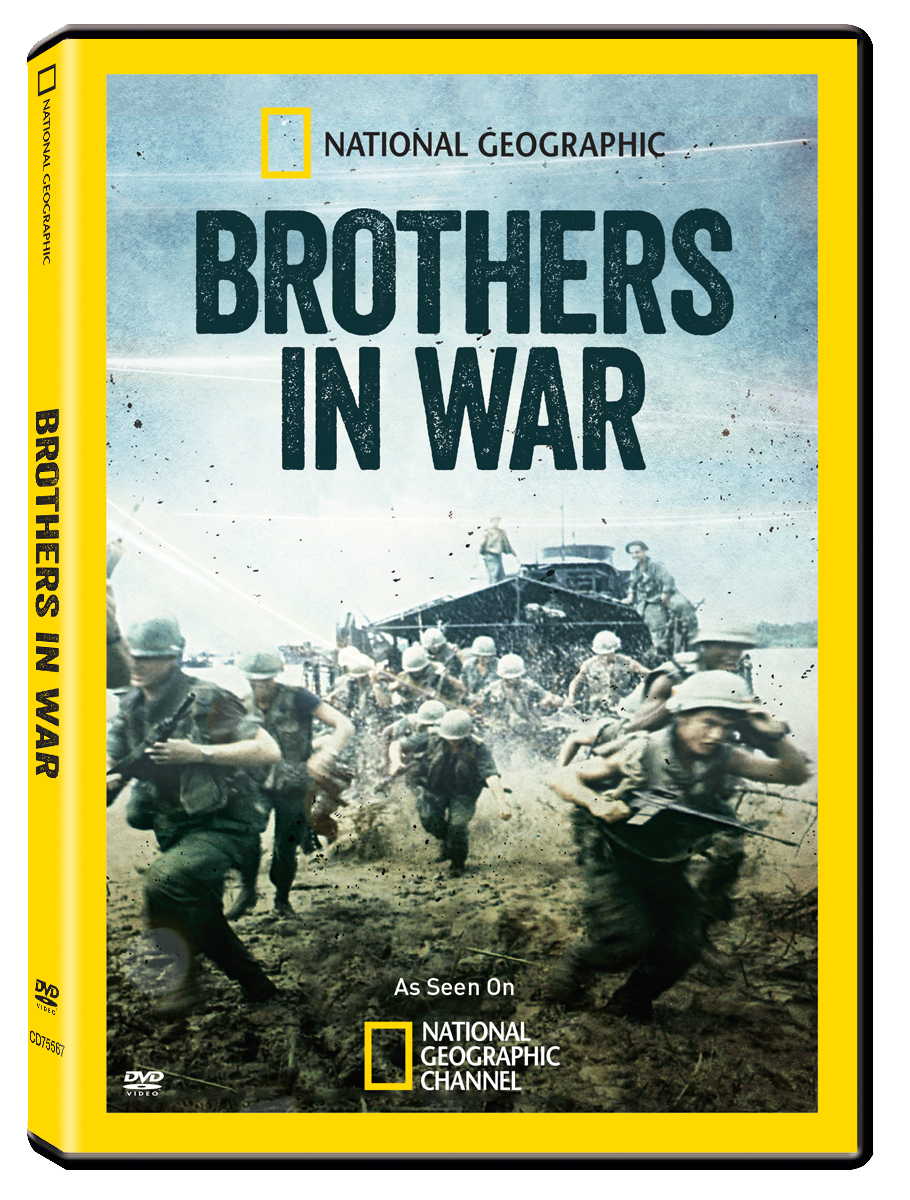 NATIONAL GEOGRAPHIC
BROTHERS IN WAR
DVD
VIDEO
CD75567
NATIONAL GEOGRAPHIC
BROTHERS
IN WAR
As Seen On
NATIONAL
GEOGRAPHIC
CHANNEL
DVD
VIDEO